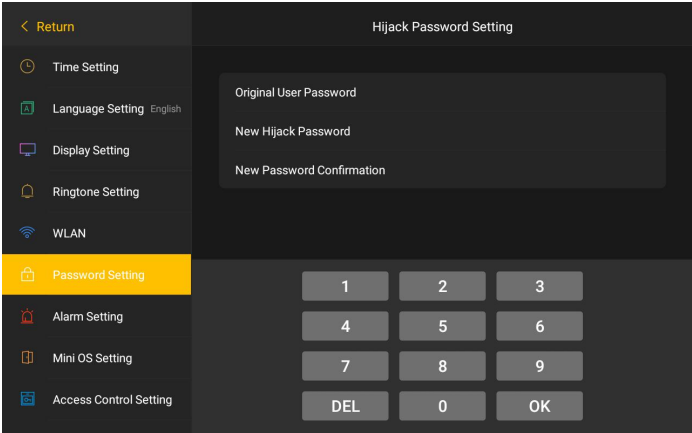 Return
Hijack Password Setting
Time Setting
Language Setting English
Display Setting
Ringtone Setting
WLAN
Password Setting
Alarm Setting
Mini OS Setting
Access Control Setting
Original User Password
New Hijack Password
New Password Confirmation
1 2 3
4 5 6
7 8 9
DEL 0 OK